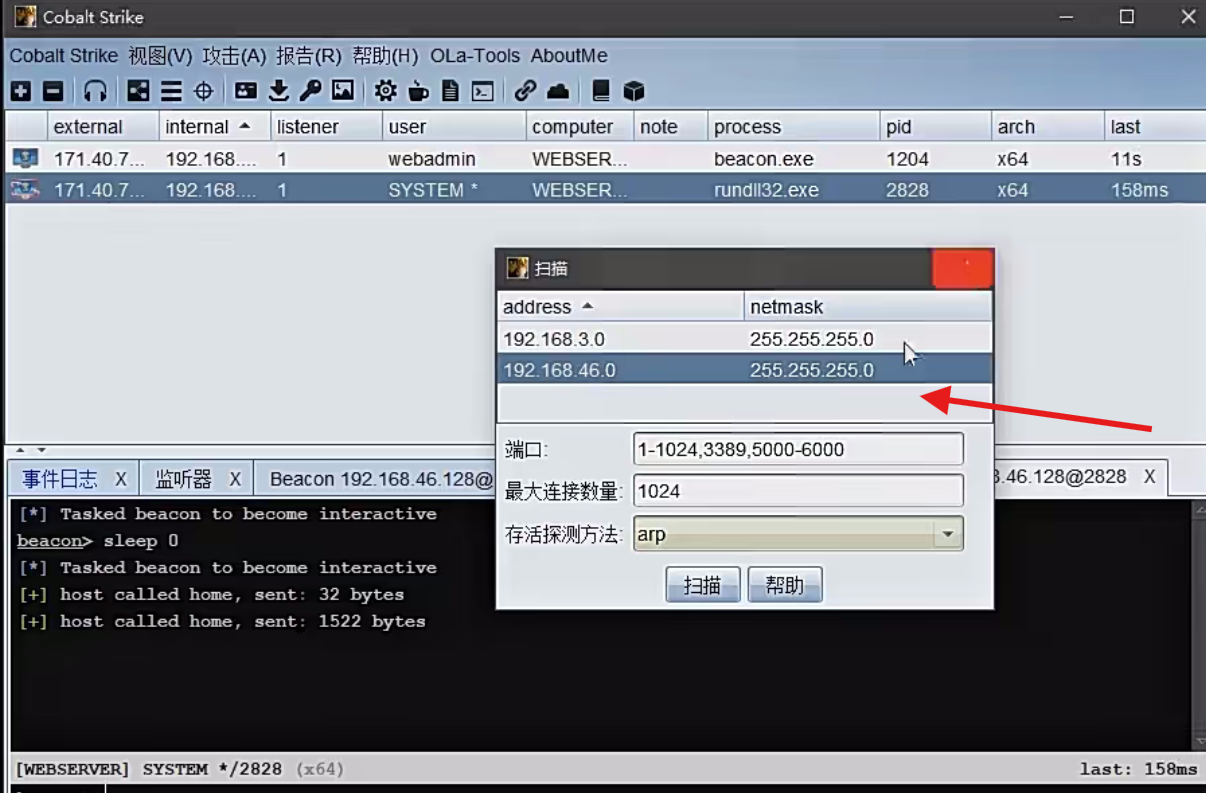 Cobalt Strike
Cobalt Strike 视图(V) 攻击(A) 报告(R) 帮助(H) OLa-Tools AboutMe
external internal listener user computer note process pid arch last
171.40.7... 192.168.... 1 webadmin WEBSER... beacon.exe 1204 x64 11s
171.40.7... 192.168.... 1 SYSTEM * WEBSER... rundll32.exe 2828 x64 158ms
扫描
address netmask
192.168.3.0 255.255.255.0
192.168.46.0 255.255.255.0
端口: 1-1024,3389,5000-6000
最大连接数量: 1024
存活探测方法: arp
扫描 帮助
事件日志 X 监听器 X Beacon 192.168.46.128@ .46.128@2828 X
[*] Tasked beacon to become interactive
beacon> sleep 0
[*] Tasked beacon to become interactive
[+] host called home, sent: 32 bytes
[+] host called home, sent: 1522 bytes
[WEBSERVER] SYSTEM */2828 (x64) last: 158ms